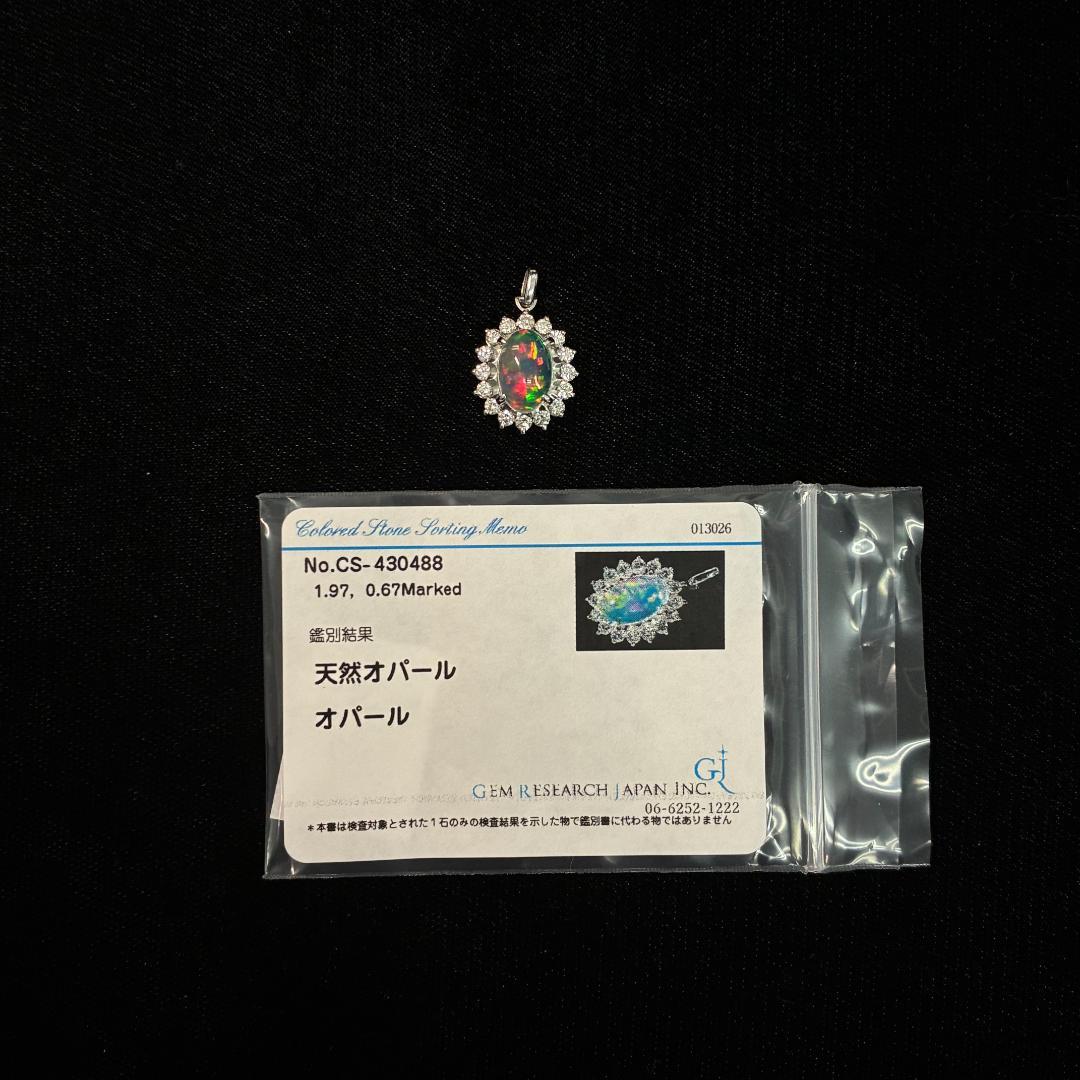 Colored Stone Sorting Memo
013026
No.CS-430488
1.97, 0.67Marked
鑑別結果
天然オパール
オパール
GJ
GEM RESEARCH JAPAN INC.
06-6252-1222
*本書は検査対象とされた1石のみの検査結果を示した物で鑑別書に代わる物ではありません